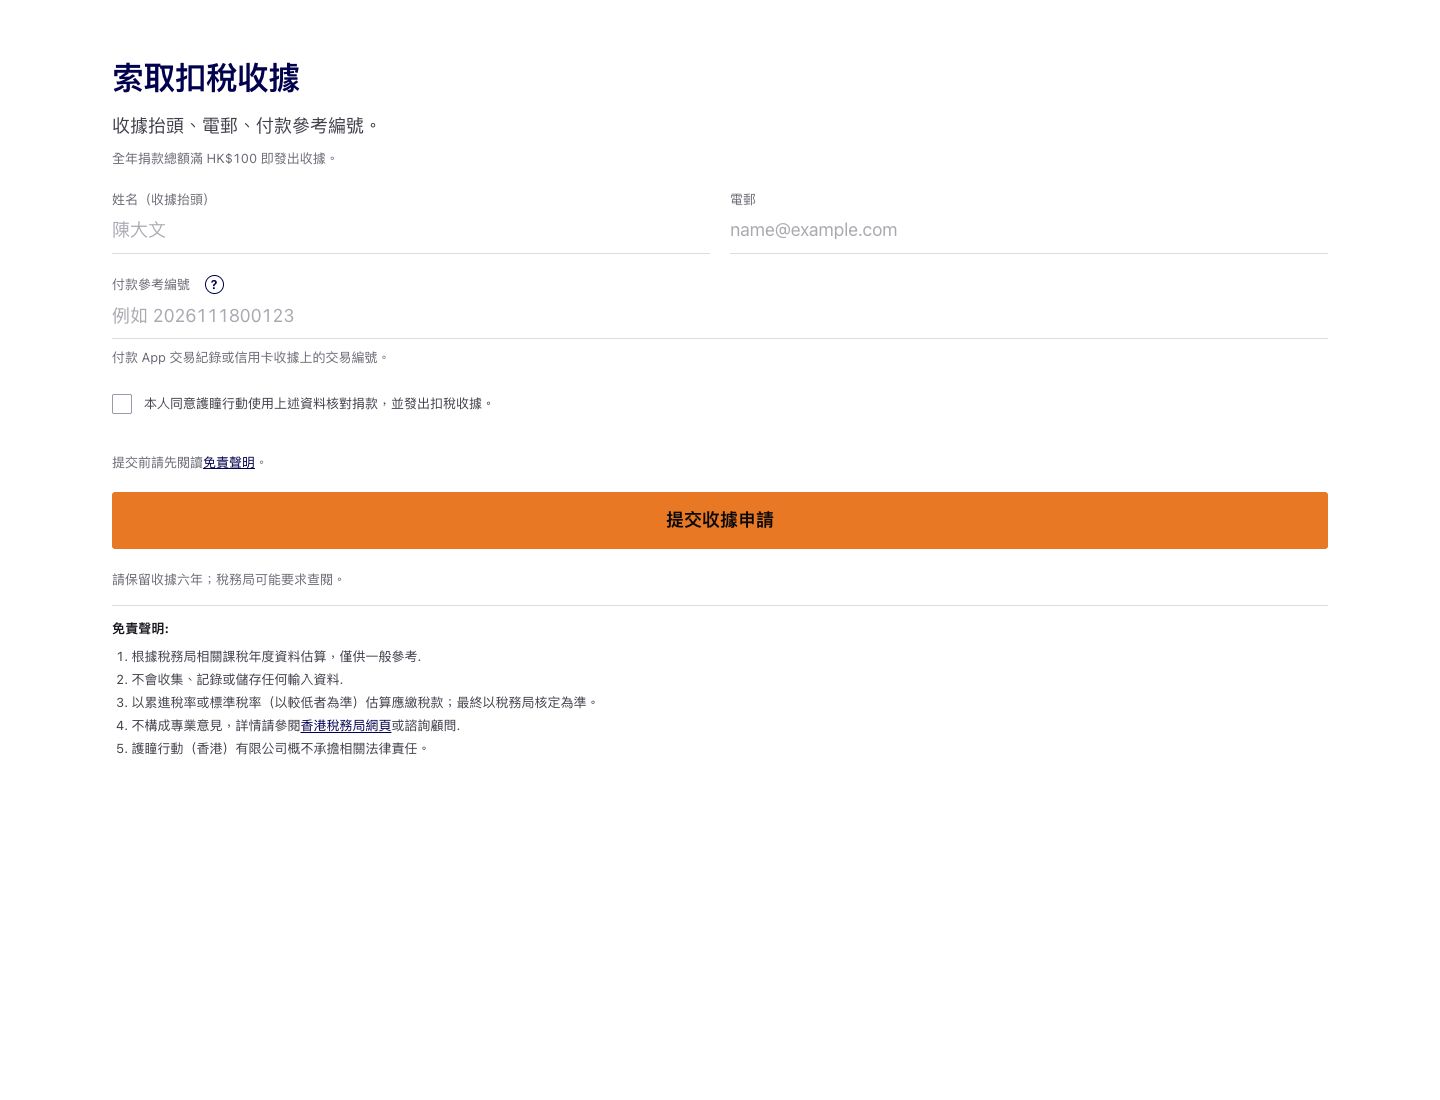 索取扣稅收據
收據抬頭、電郵、付款參考編號。
全年捐款總額滿 HK$100 即發出收據。
姓名（收據抬頭）
電郵
陳大文
name@example.com
付款參考編號 ?
例如 2026111800123
付款 App 交易紀錄或信用卡收據上的交易編號。
本人同意護瞳行動使用上述資料核對捐款，並發出扣稅收據。
提交前請先閱讀免責聲明。
提交收據申請
請保留收據六年；稅務局可能要求查閱。
免責聲明:
1. 根據稅務局相關課稅年度資料估算，僅供一般參考.
2. 不會收集、記錄或儲存任何輸入資料.
3. 以累進稅率或標準稅率（以較低者為準）估算應繳稅款；最終以稅務局核定為準。
4. 不構成專業意見，詳情請參閱香港稅務局網頁或諮詢顧問.
5. 護瞳行動（香港）有限公司概不承擔相關法律責任。